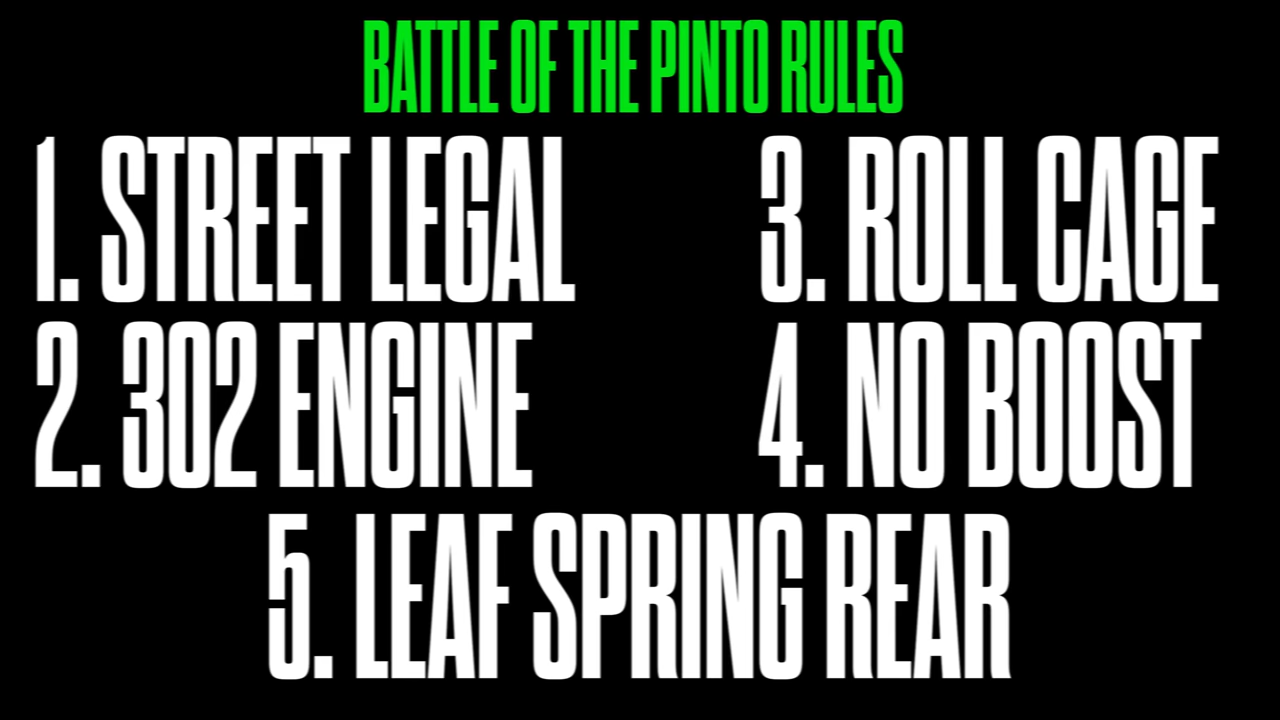 BATTLE OF THE PINTO RULES
1. STREET LEGAL
2. 302 ENGINE
3. ROLL CAGE
4. NO BOOST
5. LEAF SPRING REAR